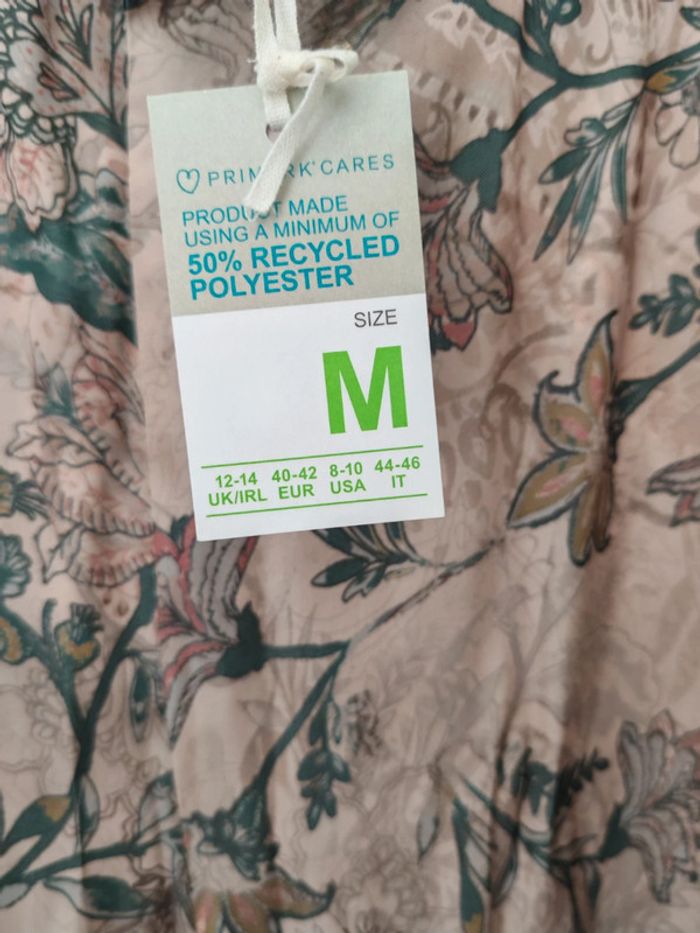 PRIMARK CARES
PRODUCT MADE
USING A MINIMUM OF
50% RECYCLED
POLYESTER
SIZE
M
12-14 40-42 8-10 44-46
UK/IRL EUR USA IT